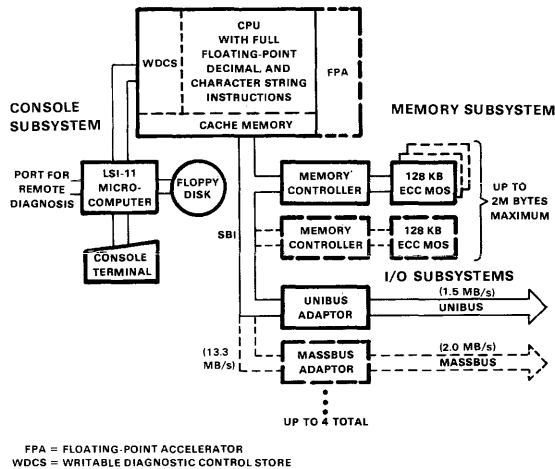 CPU
WITH FULL
FLOATING-POINT
DECIMAL, AND
CHARACTER STRING
INSTRUCTIONS
WDCS
FPA
CACHE MEMORY
CONSOLE
SUBSYSTEM
MEMORY SUBSYSTEM
PORT FOR
REMOTE
DIAGNOSIS
LSI-11
MICRO-
COMPUTER
FLOPPY
DISK
CONSOLE
TERMINAL
SBI
MEMORY
CONTROLLER
128 KB
ECC MOS
MEMORY
CONTROLLER
128 KB
ECC MOS
UP TO
2M BYTES
MAXIMUM
I/O SUBSYSTEMS
UNIBUS
ADAPTOR
(1.5 MB/s)
UNIBUS
(13.3
MB/s)
MASSBUS
ADAPTOR
(2.0 MB/s)
MASSBUS
UP TO 4 TOTAL
FPA = FLOATING-POINT ACCELERATOR
WDCS = WRITABLE DIAGNOSTIC CONTROL STORE